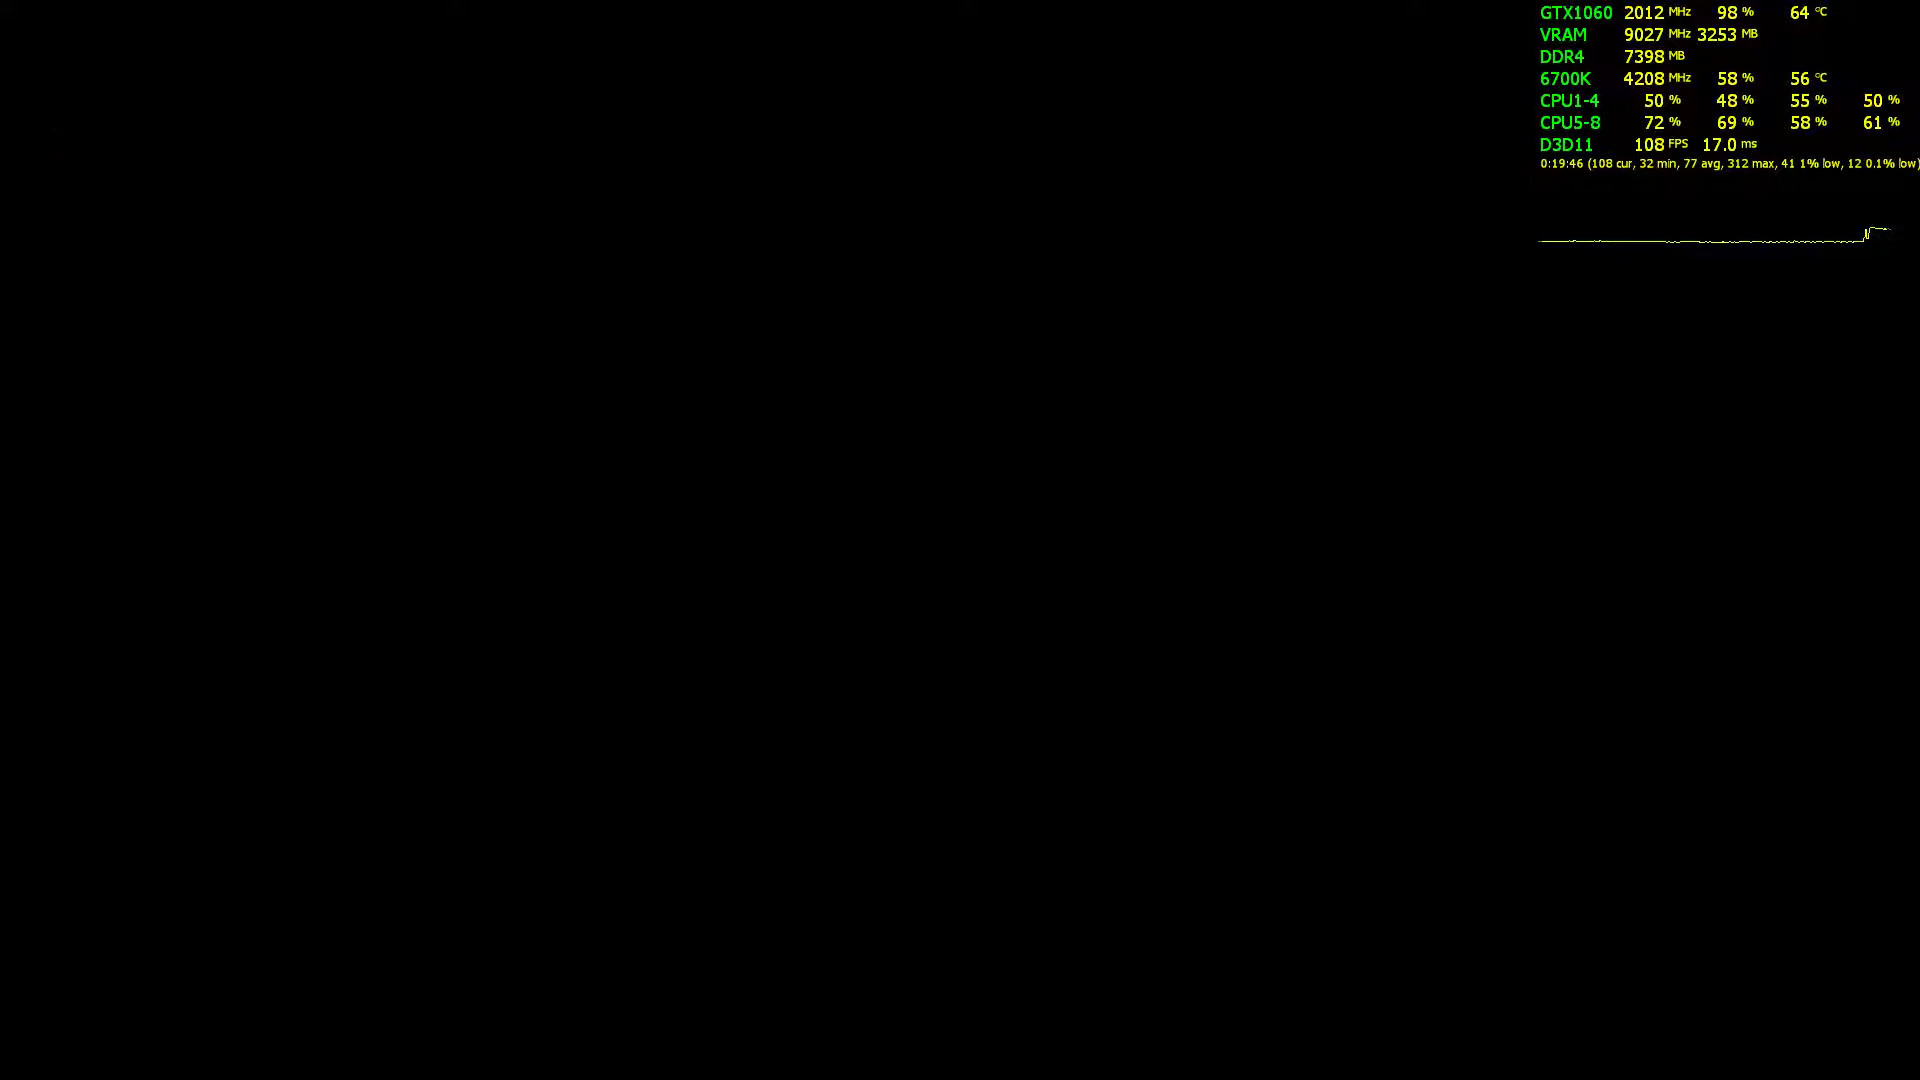 GTX1060 2012 MHz 98 % 64 °C
VRAM 9027 MHz 3253 MB
DDR4 7398 MB
6700K 4208 MHz 58 % 56 °C
CPU1-4 50 % 48 % 55 % 50 %
CPU5-8 72 % 69 % 58 % 61 %
D3D11 108 FPS 17.0 ms
0:19:46 (108 cur, 32 min, 77 avg, 312 max, 41 1% low, 12 0.1% low)